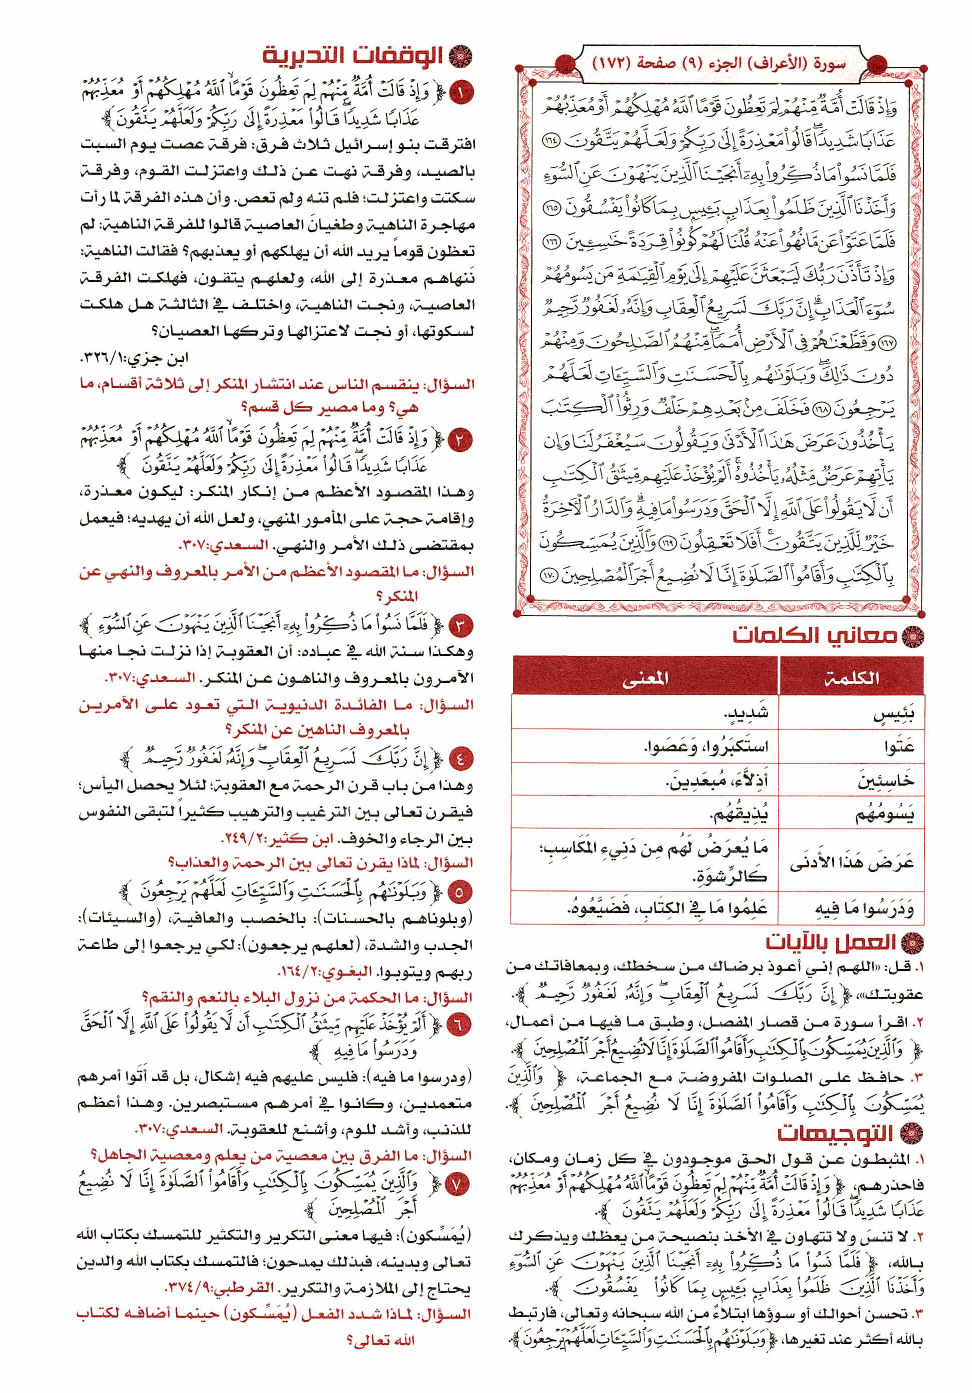 سورة (الأعراف) الجزء (٩) صفحة (١٧٢)
وَإِذْ قَالَتْ أُمَّةٌ مِّنْهُمْ لِمَ تَعِظُونَ قَوْمًا ٱللَّهُ مُهْلِكُهُمْ أَوْ مُعَذِّبُهُمْ
عَذَابًا شَدِيدًا قَالُوا۟ مَعْذِرَةً إِلَىٰ رَبِّكُمْ وَلَعَلَّهُمْ يَتَّقُونَ ١٦٤
فَلَمَّا نَسُوا۟ مَا ذُكِّرُوا۟ بِهِۦٓ أَنجَيْنَا ٱلَّذِينَ يَنْهَوْنَ عَنِ ٱلسُّوٓءِ
وَأَخَذْنَا ٱلَّذِينَ ظَلَمُوا۟ بِعَذَابٍۭ بَـِٔيسٍۭ بِمَا كَانُوا۟ يَفْسُقُونَ ١٦٥
فَلَمَّا عَتَوْا۟ عَن مَّا نُهُوا۟ عَنْهُ قُلْنَا لَهُمْ كُونُوا۟ قِرَدَةً خَـٰسِـِٔينَ ١٦٦
وَإِذْ تَأَذَّنَ رَبُّكَ لَيَبْعَثَنَّ عَلَيْهِمْ إِلَىٰ يَوْمِ ٱلْقِيَـٰمَةِ مَن يَسُومُهُمْ
سُوٓءَ ٱلْعَذَابِ إِنَّ رَبَّكَ لَسَرِيعُ ٱلْعِقَابِ وَإِنَّهُۥ لَغَفُورٌ رَّحِيمٌ
١٦٧ وَقَطَّعْنَـٰهُمْ فِى ٱلْأَرْضِ أُمَمًا مِّنْهُمُ ٱلصَّـٰلِحُونَ وَمِنْهُمْ
دُونَ ذَٰلِكَ وَبَلَوْنَـٰهُم بِٱلْحَسَنَـٰتِ وَٱلسَّيِّـَٔاتِ لَعَلَّهُمْ
يَرْجِعُونَ ١٦٨ فَخَلَفَ مِنۢ بَعْدِهِمْ خَلْفٌ وَرِثُوا۟ ٱلْكِتَـٰبَ
يَأْخُذُونَ عَرَضَ هَـٰذَا ٱلْأَدْنَىٰ وَيَقُولُونَ سَيُغْفَرُ لَنَا وَإِن
يَأْتِهِمْ عَرَضٌ مِّثْلُهُۥ يَأْخُذُوهُ أَلَمْ يُؤْخَذْ عَلَيْهِم مِّيثَـٰقُ ٱلْكِتَـٰبِ
أَن لَّا يَقُولُوا۟ عَلَى ٱللَّهِ إِلَّا ٱلْحَقَّ وَدَرَسُوا۟ مَا فِيهِ وَٱلدَّارُ ٱلْـَٔاخِرَةُ
خَيْرٌ لِّلَّذِينَ يَتَّقُونَ أَفَلَا تَعْقِلُونَ ١٦٩ وَٱلَّذِينَ يُمَسِّكُونَ
بِٱلْكِتَـٰبِ وَأَقَامُوا۟ ٱلصَّلَوٰةَ إِنَّا لَا نُضِيعُ أَجْرَ ٱلْمُصْلِحِينَ ١٧٠
معاني الكلمات
الكلمة المعنى
بَئِيسٍ شَدِيدٍ.
عَتَوا استَكبَرُوا، وَعَصَوا.
خَاسِئِينَ أَذِلَّاءَ، مُبعَدِينَ.
يَسُومُهُم يُذِيقُهُم.
عَرَضَ هَذَا الأَدنَى مَا يُعرَضُ لَهُم مِن دَنِيءِ المَكَاسِبِ؛
كَالرِّشوَةِ.
وَدَرَسُوا مَا فِيهِ عَلِمُوا مَا فِي الكِتَابِ، فَضَيَّعُوهُ.
العمل بالآيات
١. قل: «اللهم إني أعوذ برضاك من سخطك، وبمعافاتك من
عقوبتك»، ﴿ إِنَّ رَبَّكَ لَسَرِيعُ ٱلْعِقَابِ وَإِنَّهُۥ لَغَفُورٌ رَّحِيمٌ ﴾.
٢. اقرأ سورة من قصار المفصل، وطبق ما فيها من أعمال،
﴿ وَٱلَّذِينَ يُمَسِّكُونَ بِٱلْكِتَـٰبِ وَأَقَامُوا۟ ٱلصَّلَوٰةَ إِنَّا لَا نُضِيعُ أَجْرَ ٱلْمُصْلِحِينَ ﴾.
٣. حافظ على الصلوات المفروضة مع الجماعة، ﴿ وَٱلَّذِينَ
يُمَسِّكُونَ بِٱلْكِتَـٰبِ وَأَقَامُوا۟ ٱلصَّلَوٰةَ إِنَّا لَا نُضِيعُ أَجْرَ ٱلْمُصْلِحِينَ ﴾.
التوجيهات
١. المثبطون عن قول الحق موجودون في كل زمان ومكان،
فاحذرهم، ﴿ وَإِذْ قَالَتْ أُمَّةٌ مِّنْهُمْ لِمَ تَعِظُونَ قَوْمًا ٱللَّهُ مُهْلِكُهُمْ أَوْ مُعَذِّبُهُمْ
عَذَابًا شَدِيدًا قَالُوا۟ مَعْذِرَةً إِلَىٰ رَبِّكُمْ وَلَعَلَّهُمْ يَتَّقُونَ ﴾.
٢. لا تنسَ ولا تتهاون في الأخذ بنصيحة من يعظك ويذكرك
بالله، ﴿ فَلَمَّا نَسُوا۟ مَا ذُكِّرُوا۟ بِهِۦٓ أَنجَيْنَا ٱلَّذِينَ يَنْهَوْنَ عَنِ ٱلسُّوٓءِ
وَأَخَذْنَا ٱلَّذِينَ ظَلَمُوا۟ بِعَذَابٍۭ بَـِٔيسٍۭ بِمَا كَانُوا۟ يَفْسُقُونَ ﴾.
٣. تحسن أحوالك أو سوؤها ابتلاءٌ من الله سبحانه وتعالى، فارتبط
بالله أكثر عند تغيرها، ﴿ وَبَلَوْنَـٰهُم بِٱلْحَسَنَـٰتِ وَٱلسَّيِّـَٔاتِ لَعَلَّهُمْ يَرْجِعُونَ ﴾.
الوقفات التدبرية
١ ﴿ وَإِذْ قَالَتْ أُمَّةٌ مِّنْهُمْ لِمَ تَعِظُونَ قَوْمًا ٱللَّهُ مُهْلِكُهُمْ أَوْ مُعَذِّبُهُمْ
عَذَابًا شَدِيدًا قَالُوا۟ مَعْذِرَةً إِلَىٰ رَبِّكُمْ وَلَعَلَّهُمْ يَتَّقُونَ ﴾
افترقت بنو إسرائيل ثلاث فرق: فرقة عصت يوم السبت
بالصيد، وفرقة نهت عن ذلك واعتزلت القوم، وفرقة
سكتت واعتزلت؛ فلم تنه ولم تعص. وأن هذه الفرقة لما رأت
مهاجرة الناهية وطغيانَ العاصية قالوا للفرقة الناهية: لم
تعظون قوماً يريد الله أن يهلكهم أو يعذبهم؟ فقالت الناهية:
نَنهاهم معذرة إلى الله، ولعلهم يتقون، فهلكت الفرقة
العاصية، ونجت الناهية، واختلف في الثالثة هل هلكت
لسكوتها، أو نجت لاعتزالها وتركها العصيان؟
ابن جزي:٣٢٦/١.
السؤال: ينقسم الناس عند انتشار المنكر إلى ثلاثة أقسام، ما
هي؟ وما مصير كل قسم؟
٢ ﴿ وَإِذْ قَالَتْ أُمَّةٌ مِّنْهُمْ لِمَ تَعِظُونَ قَوْمًا ٱللَّهُ مُهْلِكُهُمْ أَوْ مُعَذِّبُهُمْ
عَذَابًا شَدِيدًا قَالُوا۟ مَعْذِرَةً إِلَىٰ رَبِّكُمْ وَلَعَلَّهُمْ يَتَّقُونَ ﴾
وهذا المقصود الأعظم من إنكار المنكر: ليكون معذرة،
وإقامة حجة على المأمور المنهي، ولعل الله أن يهديه؛ فيعمل
بمقتضى ذلك الأمر والنهي. السعدي:٣٠٧.
السؤال: ما المقصود الأعظم من الأمر بالمعروف والنهي عن
المنكر؟
٣ ﴿ فَلَمَّا نَسُوا۟ مَا ذُكِّرُوا۟ بِهِۦٓ أَنجَيْنَا ٱلَّذِينَ يَنْهَوْنَ عَنِ ٱلسُّوٓءِ ﴾
وهكذا سنة الله في عباده: أن العقوبة إذا نزلت نجا منها
الآمرون بالمعروف والناهون عن المنكر. السعدي:٣٠٧.
السؤال: ما الفائدة الدنيوية التي تعود على الآمرين
بالمعروف الناهين عن المنكر؟
٤ ﴿ إِنَّ رَبَّكَ لَسَرِيعُ ٱلْعِقَابِ وَإِنَّهُۥ لَغَفُورٌ رَّحِيمٌ ﴾
وهذا من باب قرن الرحمة مع العقوبة؛ لئلا يحصل اليأس؛
فيقرن تعالى بين الترغيب والترهيب كثيراً لتبقى النفوس
بين الرجاء والخوف. ابن كثير:٢٤٩/٢.
السؤال: لماذا يقرن تعالى بين الرحمة والعذاب؟
٥ ﴿ وَبَلَوْنَـٰهُم بِٱلْحَسَنَـٰتِ وَٱلسَّيِّـَٔاتِ لَعَلَّهُمْ يَرْجِعُونَ ﴾
(وبلوناهم بالحسنات): بالخصب والعافية، (والسيئات):
الجدب والشدة، (لعلهم يرجعون): لكي يرجعوا إلى طاعة
ربهم ويتوبوا. البغوي:١٦٤/٢.
السؤال: ما الحكمة من نزول البلاء بالنعم والنقم؟
٦ ﴿ أَلَمْ يُؤْخَذْ عَلَيْهِم مِّيثَـٰقُ ٱلْكِتَـٰبِ أَن لَّا يَقُولُوا۟ عَلَى ٱللَّهِ إِلَّا ٱلْحَقَّ
وَدَرَسُوا۟ مَا فِيهِ ﴾
(ودرسوا ما فيه): فليس عليهم فيه إشكال، بل قد أَتَوا أمرهم
متعمدين، وكانوا في أمرهم مستبصرين. وهذا أعظم
للذنب، وأشد للوم، وأشنع للعقوبة. السعدي:٣٠٧.
السؤال: ما الفرق بين معصية من يعلم ومعصية الجاهل؟
٧ ﴿ وَٱلَّذِينَ يُمَسِّكُونَ بِٱلْكِتَـٰبِ وَأَقَامُوا۟ ٱلصَّلَوٰةَ إِنَّا لَا نُضِيعُ
أَجْرَ ٱلْمُصْلِحِينَ ﴾
(يُمَسِّكون): فيها معنى التكرير والتكثير للتمسك بكتاب الله
تعالى وبدينه، فبذلك يمدحون؛ فالتمسك بكتاب الله والدين
يحتاج إلى الملازمة والتكرير. القرطبي:٣٧٤/٩.
السؤال: لماذا شدد الفعل (يُمَسِّكون) حينما أضافه لكتاب
الله تعالى؟